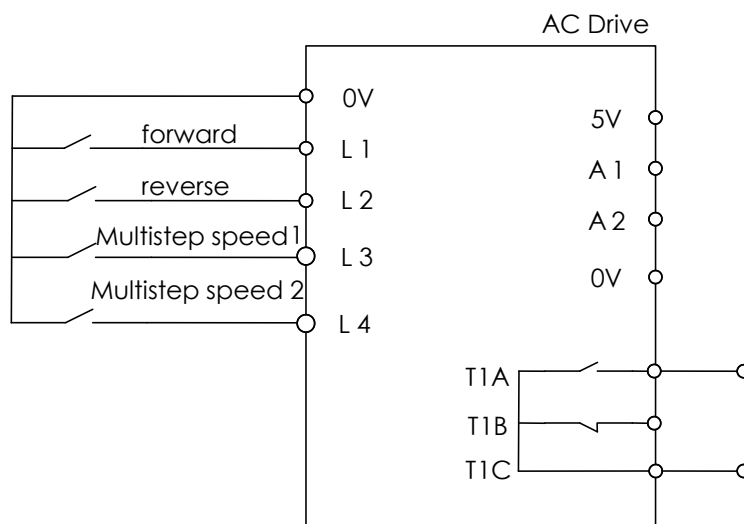 AC Drive
0V
forward
L 1
reverse
L 2
Multistep speed1
L 3
Multistep speed 2
L 4
5V
A 1
A 2
0V
T1A
T1B
T1C